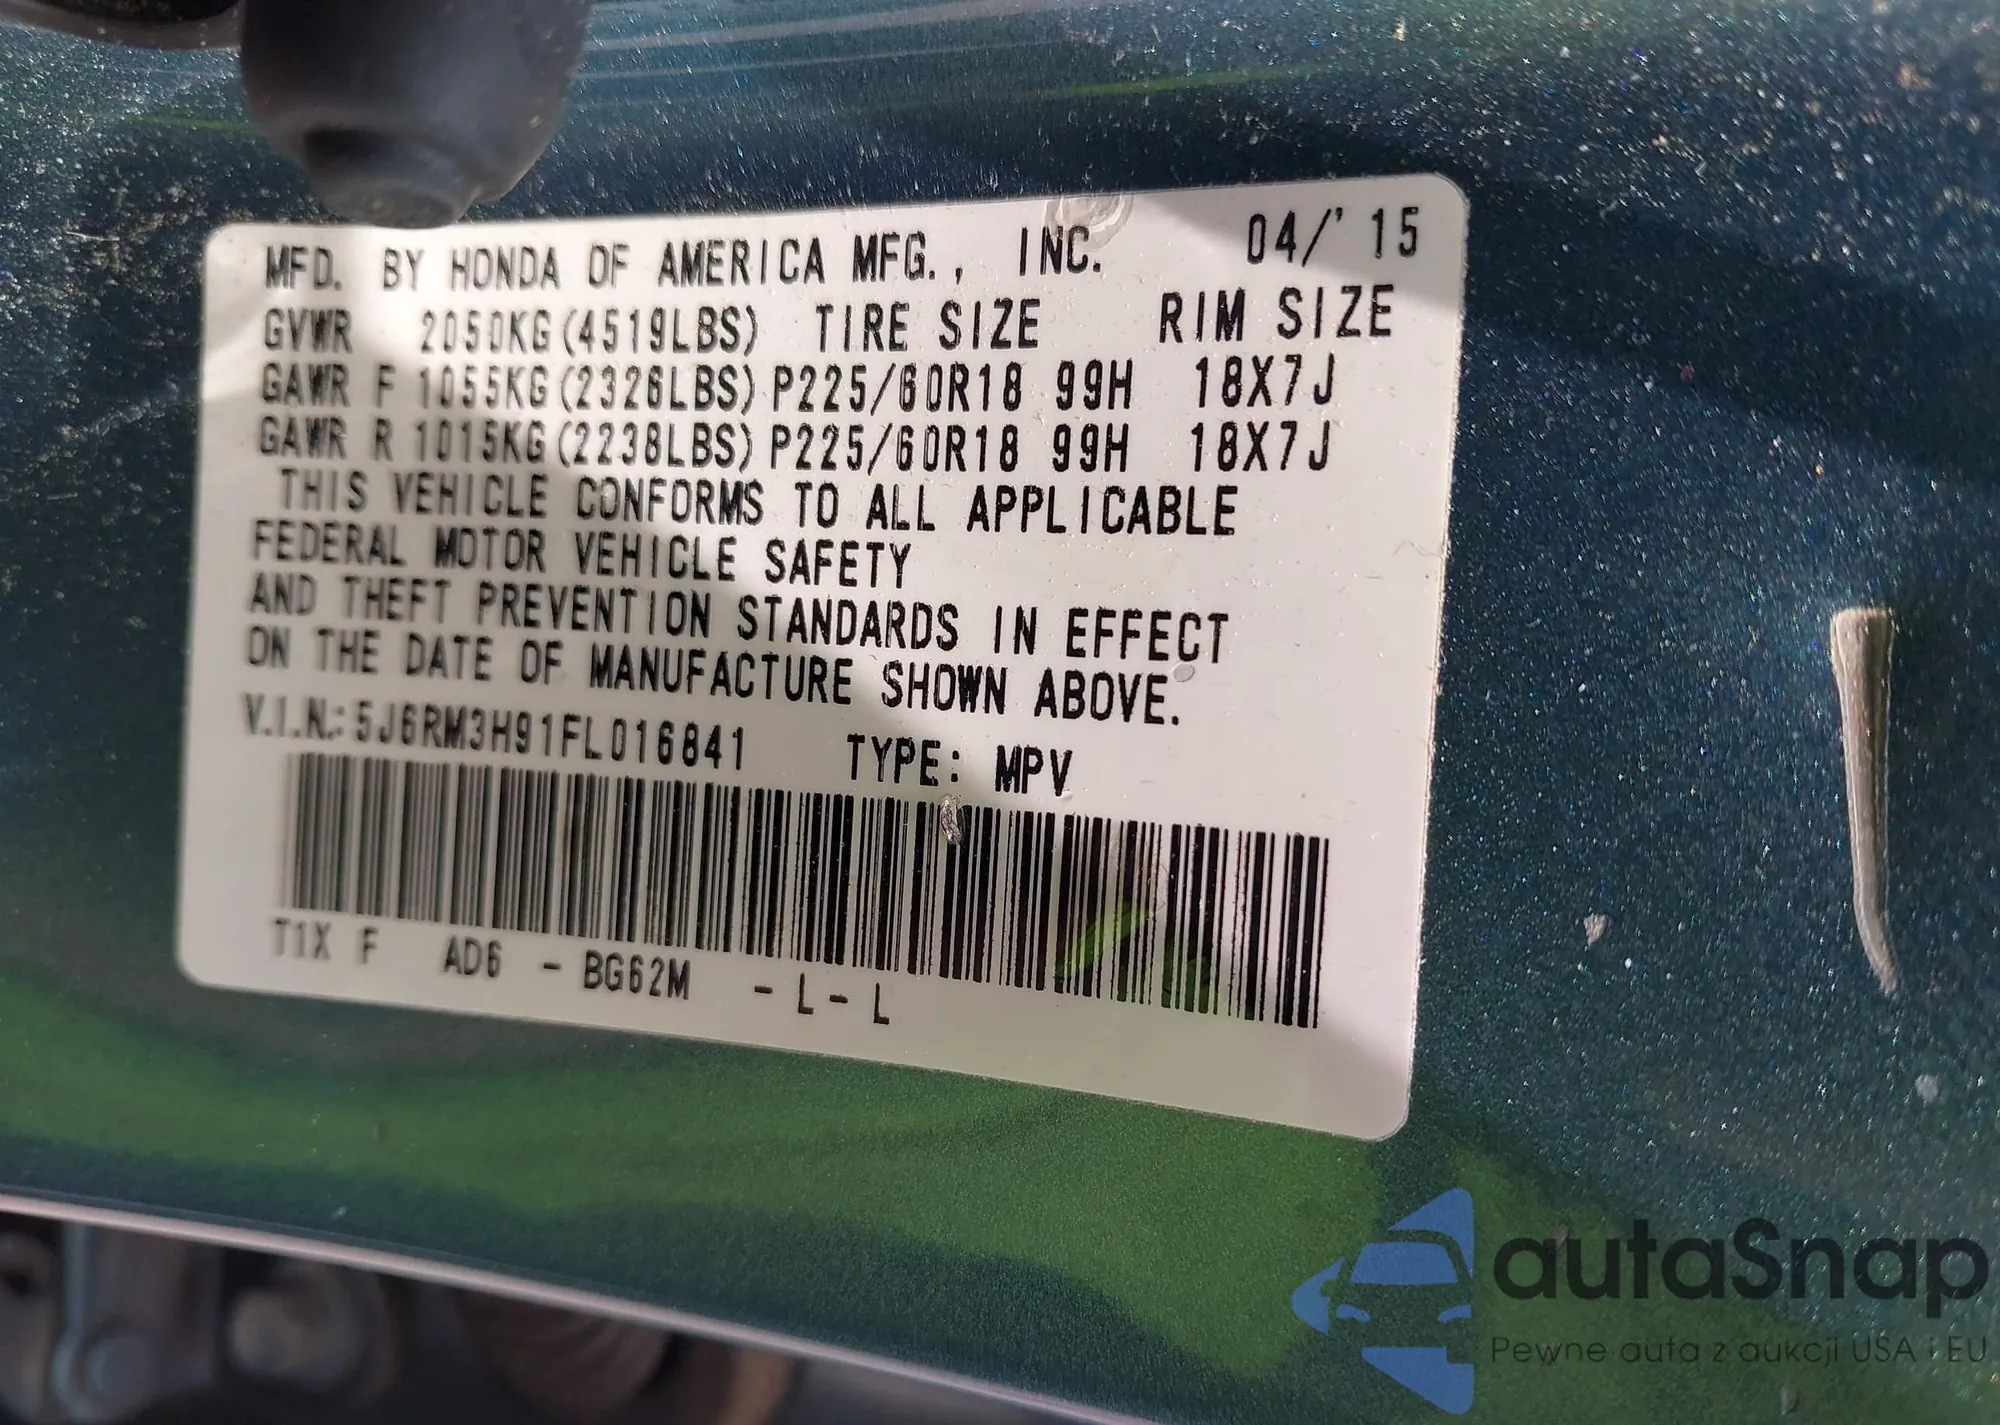 MFD. BY HONDA OF AMERICA MFG., INC. 04/'15
GVWR 2050KG(4519LBS) TIRE SIZE RIM SIZE
GAWR F 1055KG(2326LBS) P225/60R18 99H 18X7J
GAWR R 1015KG(2238LBS) P225/60R18 99H 18X7J
THIS VEHICLE CONFORMS TO ALL APPLICABLE
FEDERAL MOTOR VEHICLE SAFETY
AND THEFT PREVENTION STANDARDS IN EFFECT
ON THE DATE OF MANUFACTURE SHOWN ABOVE.
V.I.N.: 5J6RM3H91FL016841 TYPE: MPV
T1X F AD6 - BG62M - L - L
autaSnap
Pewne auta z aukcji USA i EU